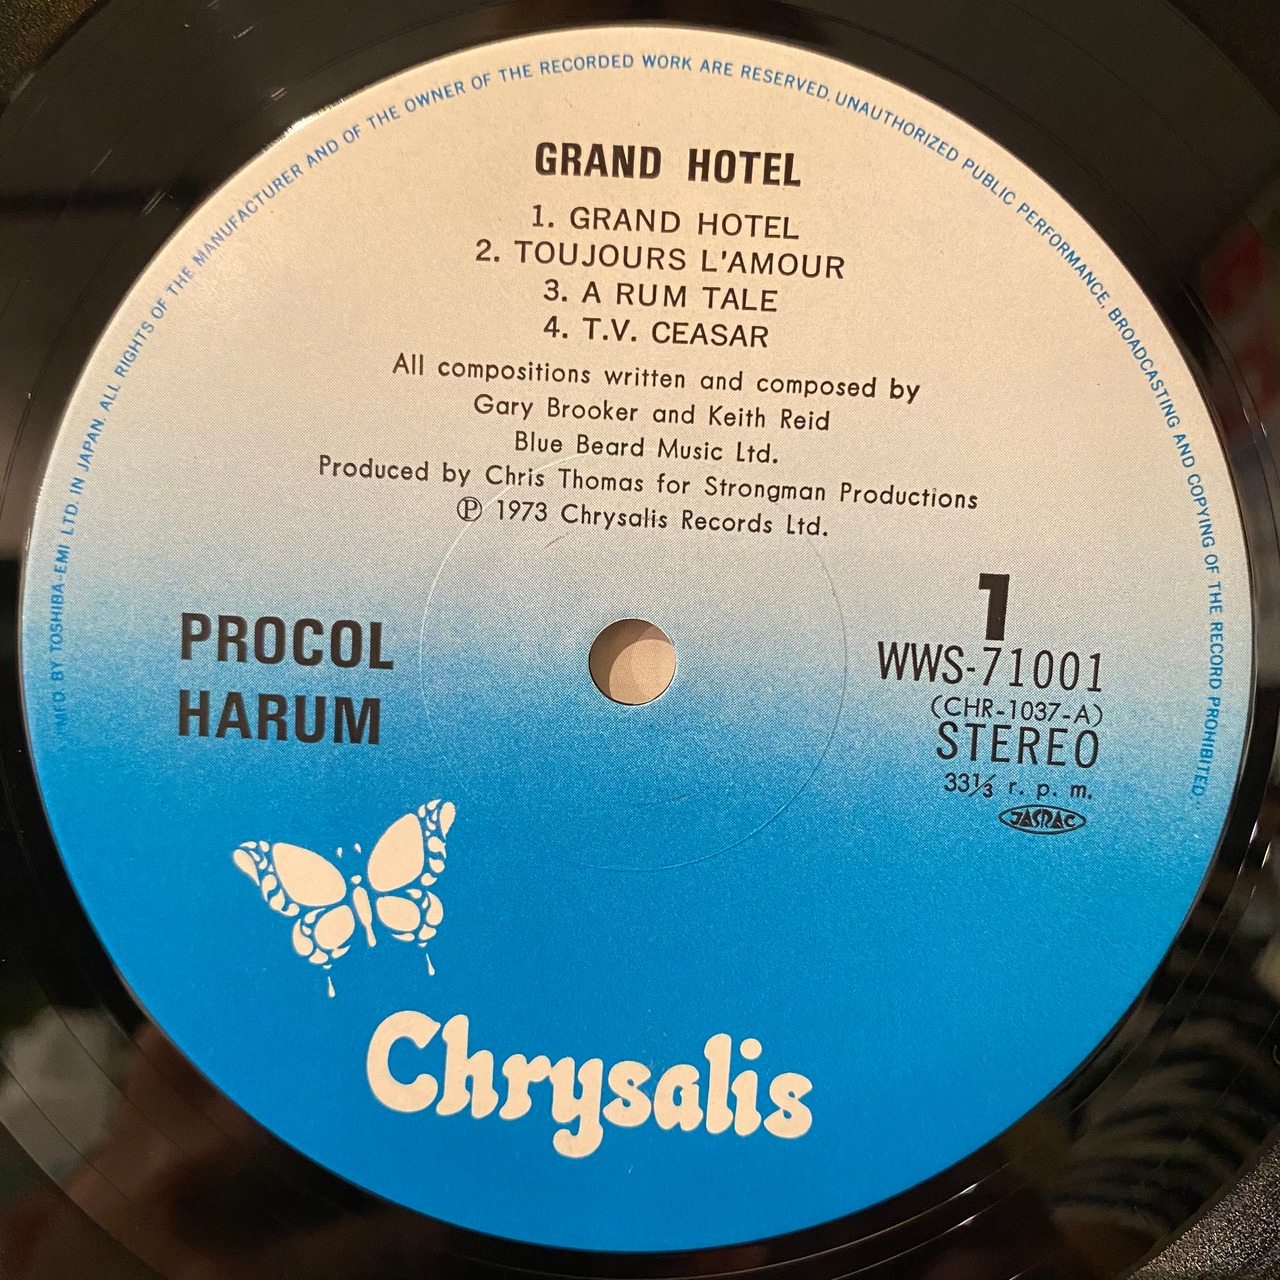 MF'D BY TOSHIBA-EMI LTD. IN JAPAN. ALL RIGHTS OF THE MANUFACTURER AND OF THE OWNER OF THE RECORDED WORK ARE RESERVED. UNAUTHORIZED PUBLIC PERFORMANCE, BROADCASTING AND COPYING OF THE RECORD PROHIBITED.
GRAND HOTEL
1. GRAND HOTEL
2. TOUJOURS L'AMOUR
3. A RUM TALE
4. T.V. CEASAR
All compositions written and composed by
Gary Brooker and Keith Reid
Blue Beard Music Ltd.
Produced by Chris Thomas for Strongman Productions
Ⓟ 1973 Chrysalis Records Ltd.
PROCOL
HARUM
1
WWS-71001
(CHR-1037-A)
STEREO
33⅓ r. p. m.
JASRAC
Chrysalis